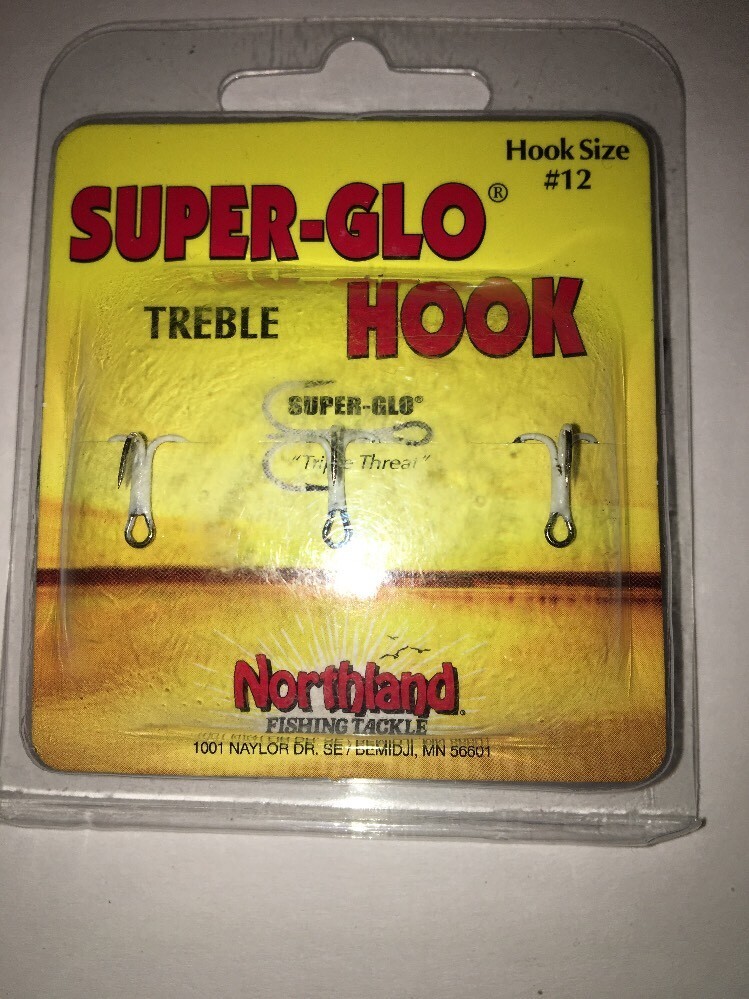 Hook Size
#12
SUPER-GLO®
TREBLE HOOK
SUPER-GLO®
"Triple Threat"
Northland®
FISHING TACKLE
1001 NAYLOR DR. SE / BEMIDJI, MN 56601